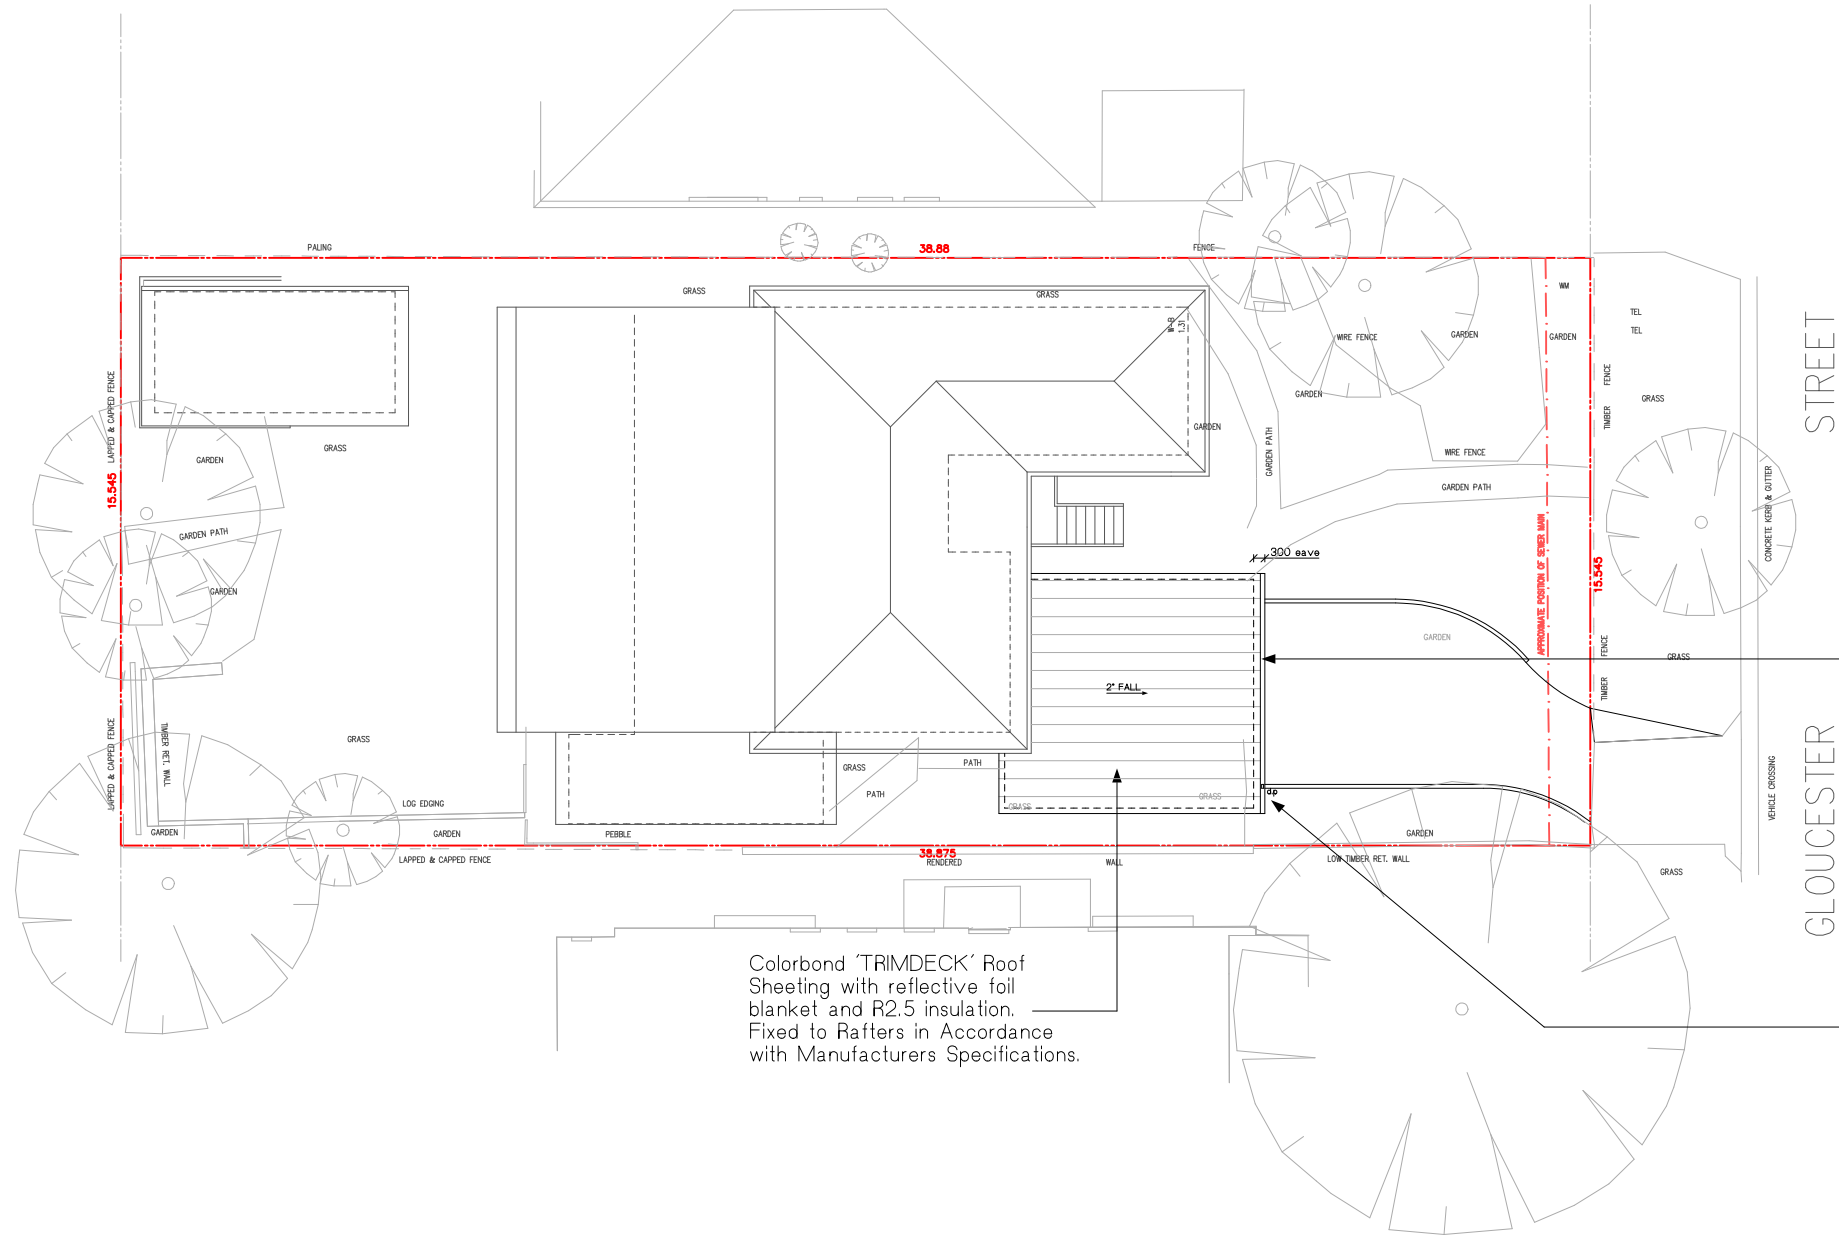 PALING
38.88
FENCE
GRASS
GRASS
WM
TEL
TEL
W-8
1.31
WIRE FENCE
GARDEN
GARDEN
STREET
LAPPED & CAPPED FENCE
TIMBER FENCE
GRASS
GARDEN
GARDEN
GARDEN PATH
GRASS
GARDEN
WIRE FENCE
15.545
GARDEN PATH
CONCRETE KERB & GUTTER
GARDEN PATH
APPROXIMATE POSITION OF SEWER MAIN
300 eave
15.545
GARDEN
GARDEN
TIMBER FENCE
GRASS
2° FALL
TIMBER RET. WALL
GRASS
LAPPED & CAPPED FENCE
GRASS
PATH
PATH
GRASS
GRASS
dp
VEHICLE CROSSING
GLOUCESTER
LOG EDGING
GARDEN
GARDEN
PEBBLE
GARDEN
LAPPED & CAPPED FENCE
38.875
RENDERED WALL
LOW TIMBER RET. WALL
GRASS
Colorbond 'TRIMDECK' Roof
Sheeting with reflective foil
blanket and R2.5 insulation.
Fixed to Rafters in Accordance
with Manufacturers Specifications.